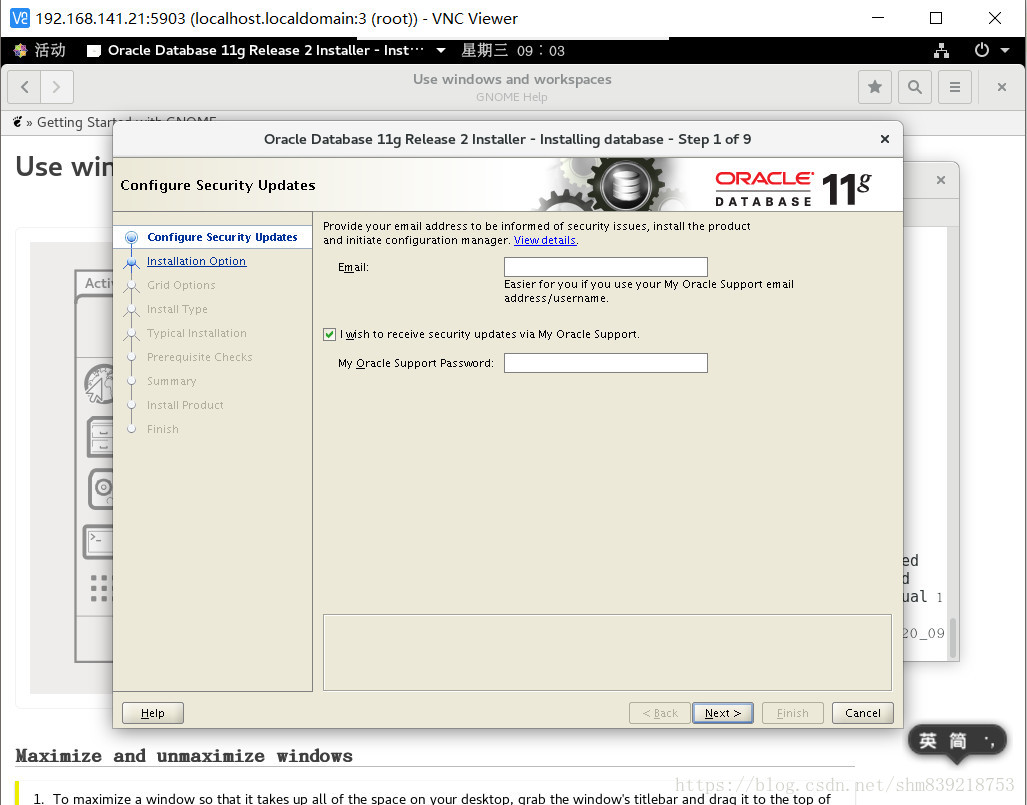 192.168.141.21:5903 (localhost.localdomain:3 (root)) - VNC Viewer
活动 Oracle Database 11g Release 2 Installer - Inst··· 星期三 09：03
Use windows and workspaces
GNOME Help
» Getting Started with GNOME
Use win
Oracle Database 11g Release 2 Installer - Installing database - Step 1 of 9
Configure Security Updates
ORACLE DATABASE 11g
Configure Security Updates
Installation Option
Grid Options
Install Type
Typical Installation
Prerequisite Checks
Summary
Install Product
Finish
Provide your email address to be informed of security issues, install the product
and initiate configuration manager. View details.
Email:
Easier for you if you use your My Oracle Support email
address/username.
I wish to receive security updates via My Oracle Support.
My Oracle Support Password:
Acti
ed
d
ual 1
20_09
Help
< Back
Next >
Finish
Cancel
英 简 ·,
Maximize and unmaximize windows
https://blog.csdn.net/shm839218753
1. To maximize a window so that it takes up all of the space on your desktop, grab the window's titlebar and drag it to the top of